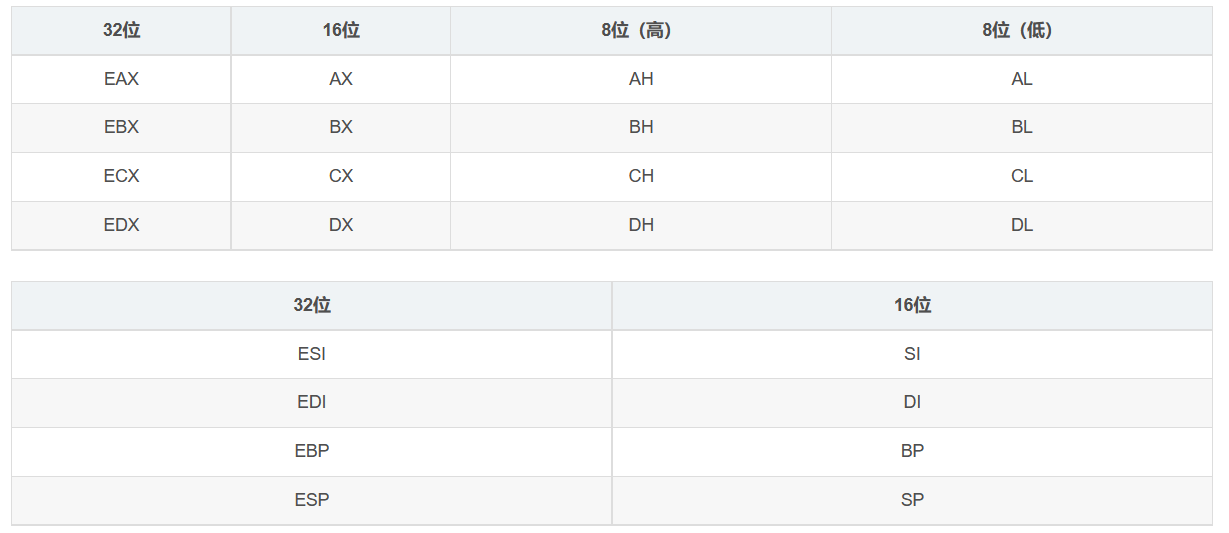 32位 16位 8位（高） 8位（低）
EAX AX AH AL
EBX BX BH BL
ECX CX CH CL
EDX DX DH DL
32位 16位
ESI SI
EDI DI
EBP BP
ESP SP